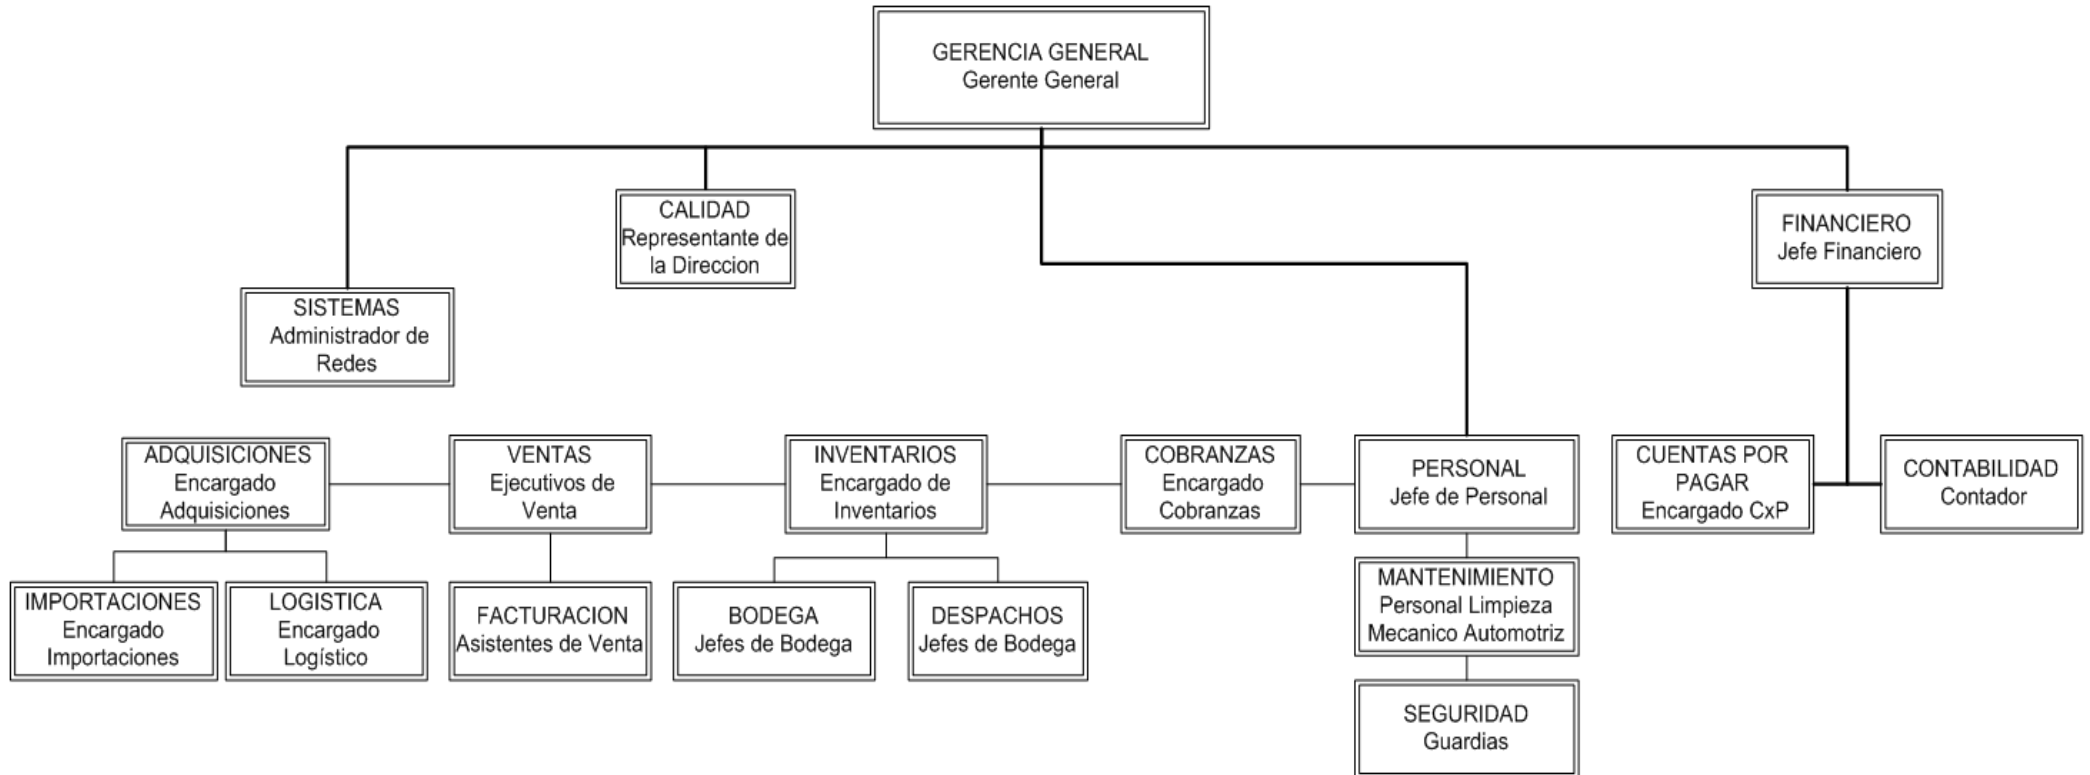 GERENCIA GENERAL
Gerente General
CALIDAD
Representante de
la Direccion
FINANCIERO
Jefe Financiero
SISTEMAS
Administrador de
Redes
ADQUISICIONES
Encargado
Adquisiciones
VENTAS
Ejecutivos de
Venta
INVENTARIOS
Encargado de
Inventarios
COBRANZAS
Encargado
Cobranzas
PERSONAL
Jefe de Personal
CUENTAS POR
PAGAR
Encargado CxP
CONTABILIDAD
Contador
IMPORTACIONES
Encargado
Importaciones
LOGISTICA
Encargado
Logístico
FACTURACION
Asistentes de Venta
BODEGA
Jefes de Bodega
DESPACHOS
Jefes de Bodega
MANTENIMIENTO
Personal Limpieza
Mecanico Automotriz
SEGURIDAD
Guardias